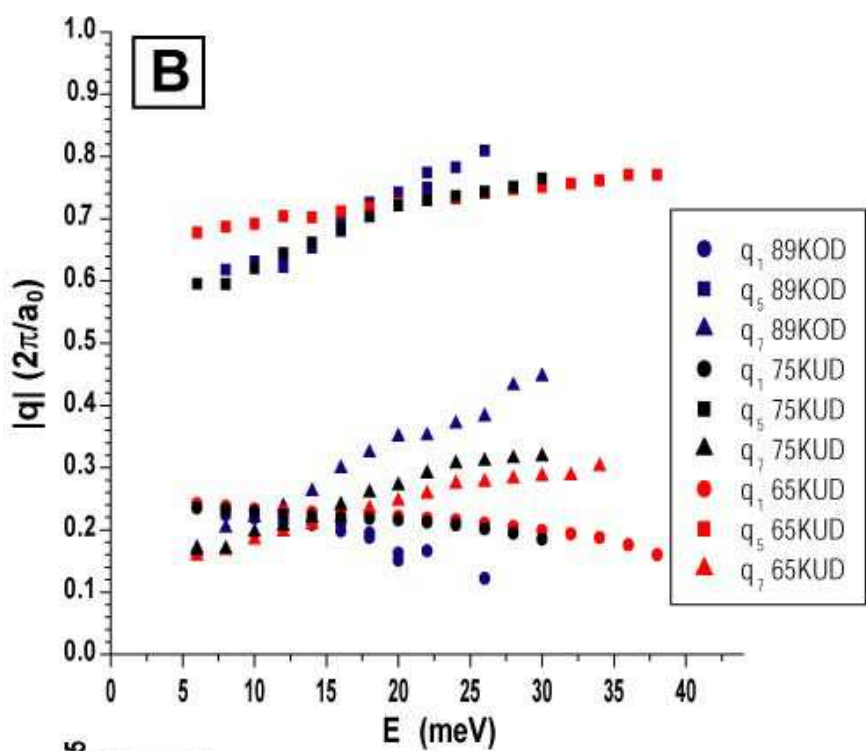 B
1.0
0.9
0.8
0.7
0.6
0.5
0.4
0.3
0.2
0.1
0.0
|q| (2π/a₀)
0 5 10 15 20 25 30 35 40
E (meV)
q₁ 89KOD
q₅ 89KOD
q₇ 89KOD
q₁ 75KUD
q₅ 75KUD
q₇ 75KUD
q₁ 65KUD
q₅ 65KUD
q₇ 65KUD